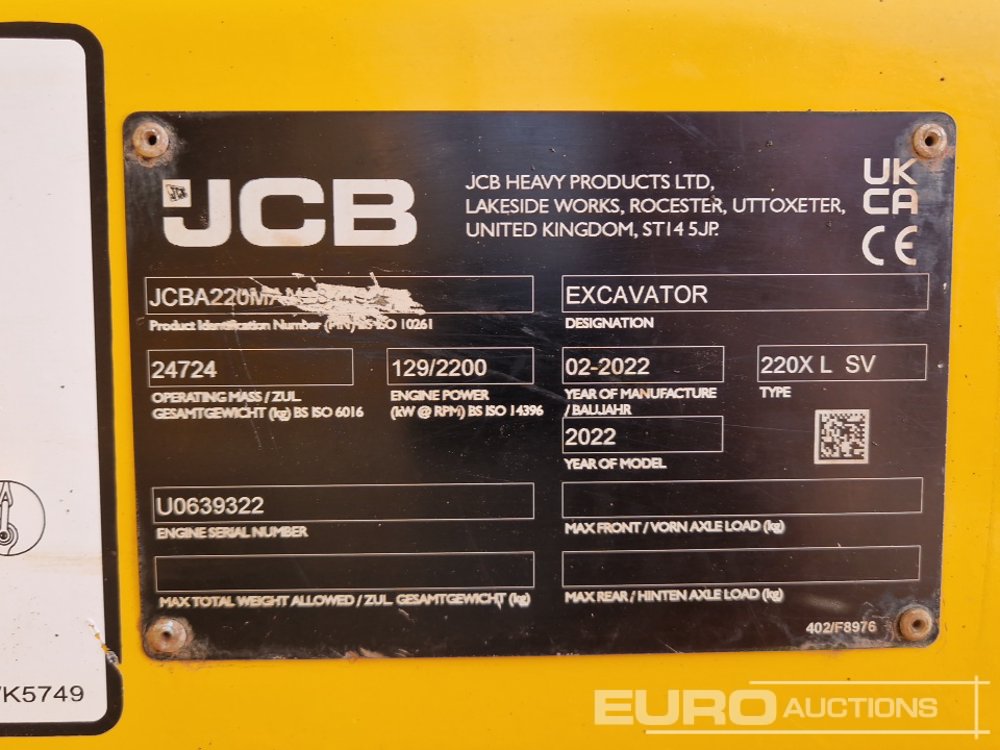 JCB
JCB HEAVY PRODUCTS LTD,
LAKESIDE WORKS, ROCESTER, UTTOXETER,
UNITED KINGDOM, ST14 5JP.
UK
CA
CE
JCBA220MAM
Product Identification Number (PIN) BS ISO 10261
EXCAVATOR
DESIGNATION
24724
OPERATING MASS / ZUL.
GESAMTGEWICHT (kg) BS ISO 6016
129/2200
ENGINE POWER
(kW @ RPM) BS ISO 14396
02-2022
YEAR OF MANUFACTURE
/ BAUJAHR
220X L SV
TYPE
2022
YEAR OF MODEL
U0639322
ENGINE SERIAL NUMBER
MAX FRONT / VORN AXLE LOAD (kg)
MAX TOTAL WEIGHT ALLOWED / ZUL. GESAMTGEWICHT (kg)
MAX REAR / HINTEN AXLE LOAD (kg)
402/F8976
/K5749
EURO AUCTIONS